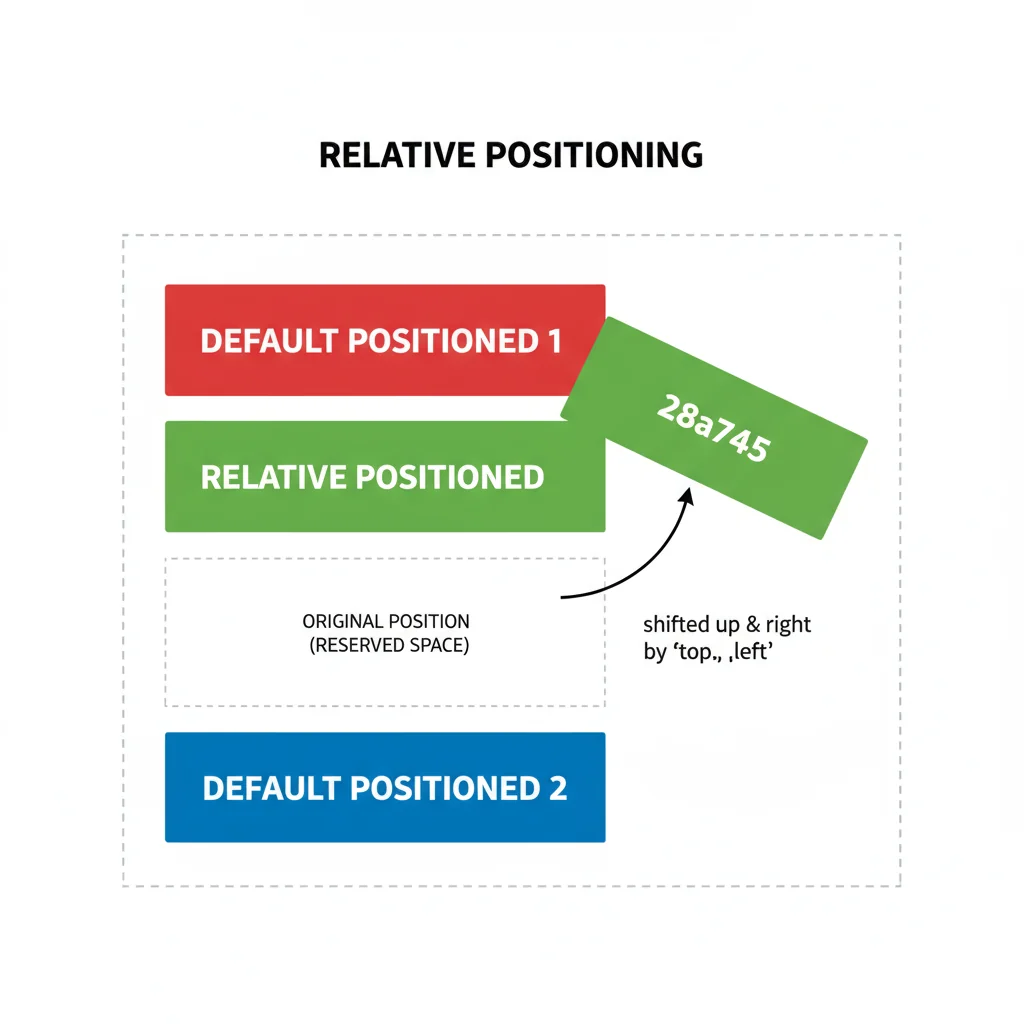 RELATIVE POSITIONING
DEFAULT POSITIONED 1
28a745
RELATIVE POSITIONED
ORIGINAL POSITION
(RESERVED SPACE)
shifted up & right
by ‘top., ‚left’
DEFAULT POSITIONED 2